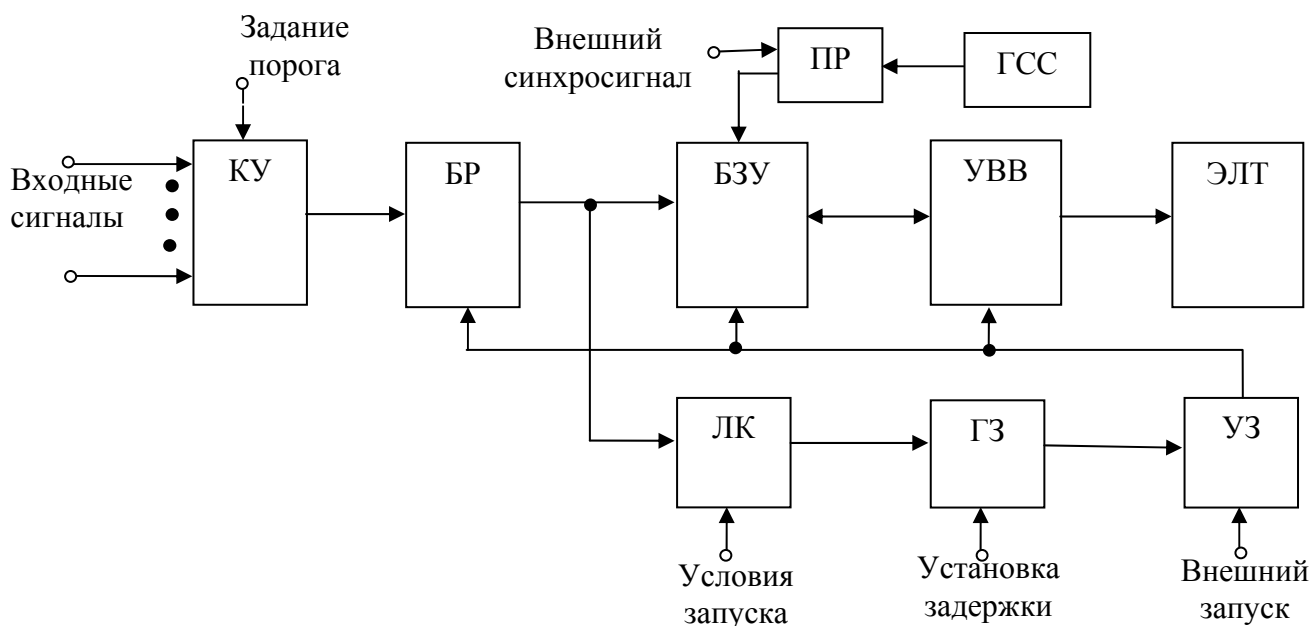 Задание
порога
Внешний
синхросигнал
ПР
ГСС
Входные
сигналы
КУ
БР
БЗУ
УВВ
ЭЛТ
ЛК
ГЗ
УЗ
Условия
запуска
Установка
задержки
Внешний
запуск